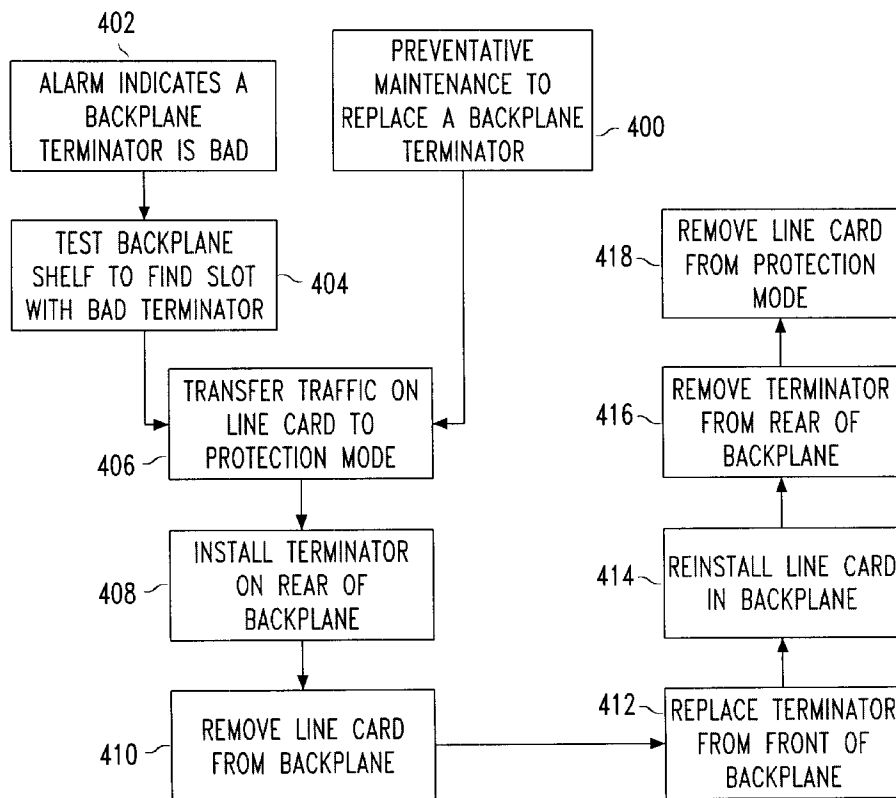 402
ALARM INDICATES A
BACKPLANE
TERMINATOR IS BAD
PREVENTATIVE
MAINTENANCE TO
REPLACE A BACKPLANE
TERMINATOR
400
TEST BACKPLANE
SHELF TO FIND SLOT
WITH BAD TERMINATOR
404
TRANSFER TRAFFIC ON
LINE CARD TO
PROTECTION MODE
406
INSTALL TERMINATOR
ON REAR OF
BACKPLANE
408
REMOVE LINE CARD
FROM BACKPLANE
410
412
REPLACE TERMINATOR
FROM FRONT OF
BACKPLANE
414
REINSTALL LINE CARD
IN BACKPLANE
416
REMOVE TERMINATOR
FROM REAR OF
BACKPLANE
418
REMOVE LINE CARD
FROM PROTECTION
MODE